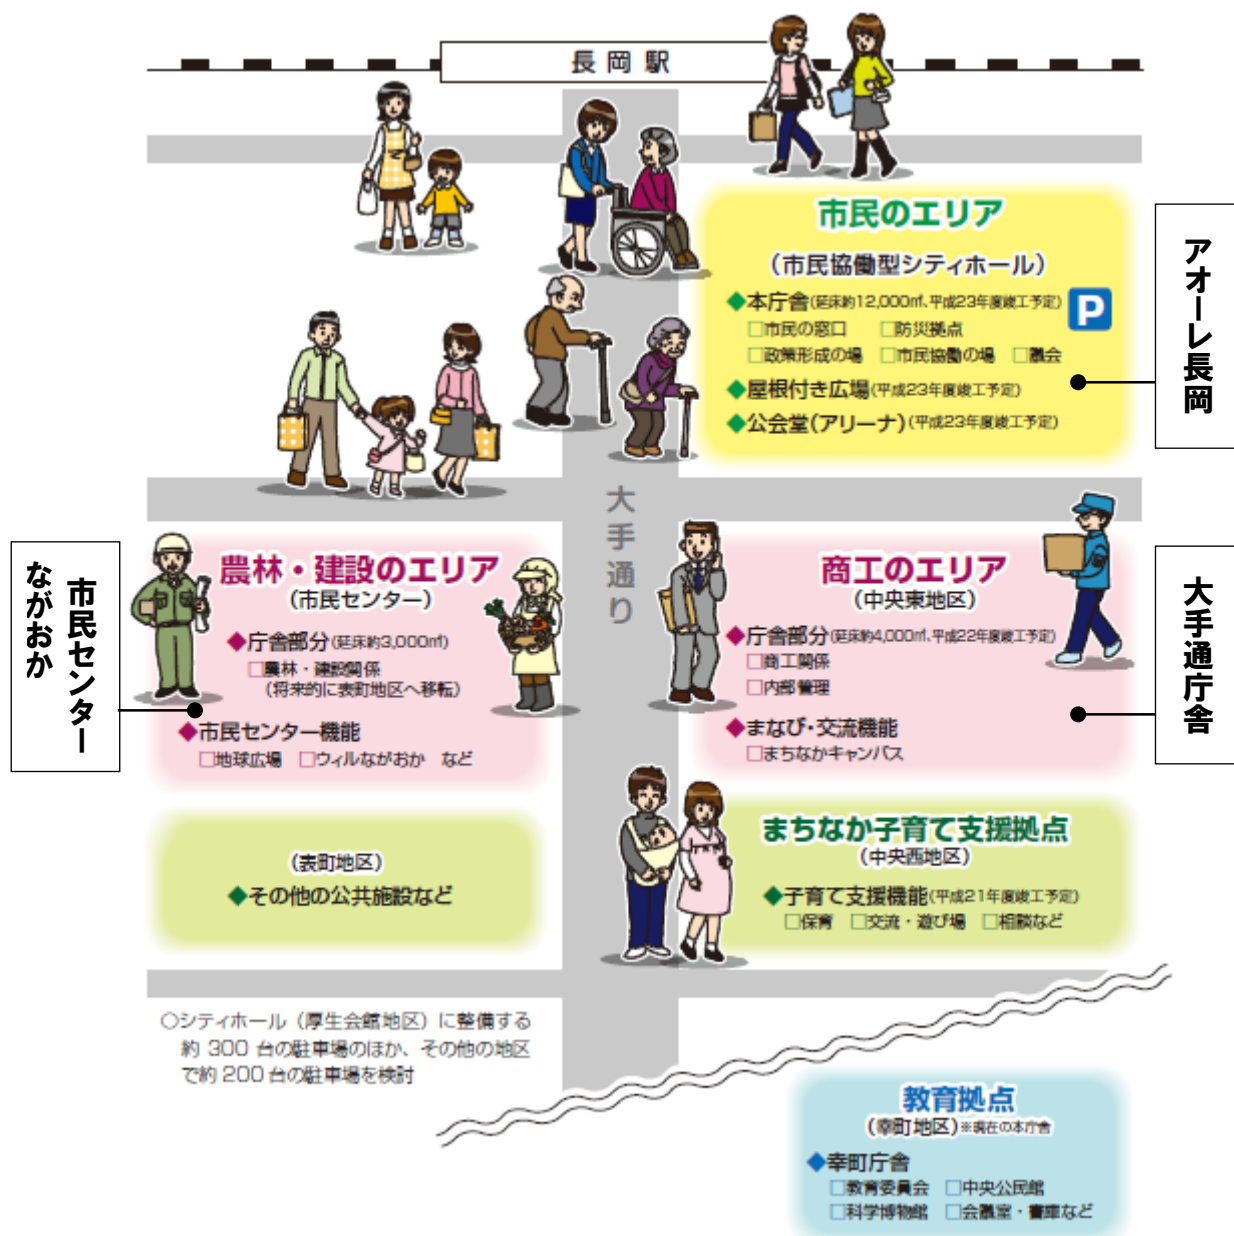 長岡駅
市民のエリア
（市民協働型シティホール）
◆本庁舎(延床約12,000㎡、平成23年度竣工予定)
P
□市民の窓口　□防災拠点
□政策形成の場　□市民協働の場　□議会
◆屋根付き広場(平成23年度竣工予定)
◆公会堂(アリーナ)(平成23年度竣工予定)
アオーレ長岡
大手通り
農林・建設のエリア
（市民センター）
◆庁舎部分(延床約3,000㎡)
□農林・建設関係
（将来的に表町地区へ移転）
◆市民センター機能
□地球広場　□ウィルながおか　など
市民センター
ながおか
商工のエリア
（中央東地区）
◆庁舎部分(延床約4,000㎡、平成22年度竣工予定)
□商工関係
□内部管理
◆まなび・交流機能
□まちなかキャンパス
大手通庁舎
（表町地区）
◆その他の公共施設など
まちなか子育て支援拠点
（中央西地区）
◆子育て支援機能(平成21年度竣工予定)
□保育　□交流・遊び場　□相談など
○シティホール（厚生会館地区）に整備する
約 300 台の駐車場のほか、その他の地区
で約 200 台の駐車場を検討
教育拠点
（幸町地区）※現在の本庁舎
◆幸町庁舎
□教育委員会　□中央公民館
□科学博物館　□会議室・書庫など